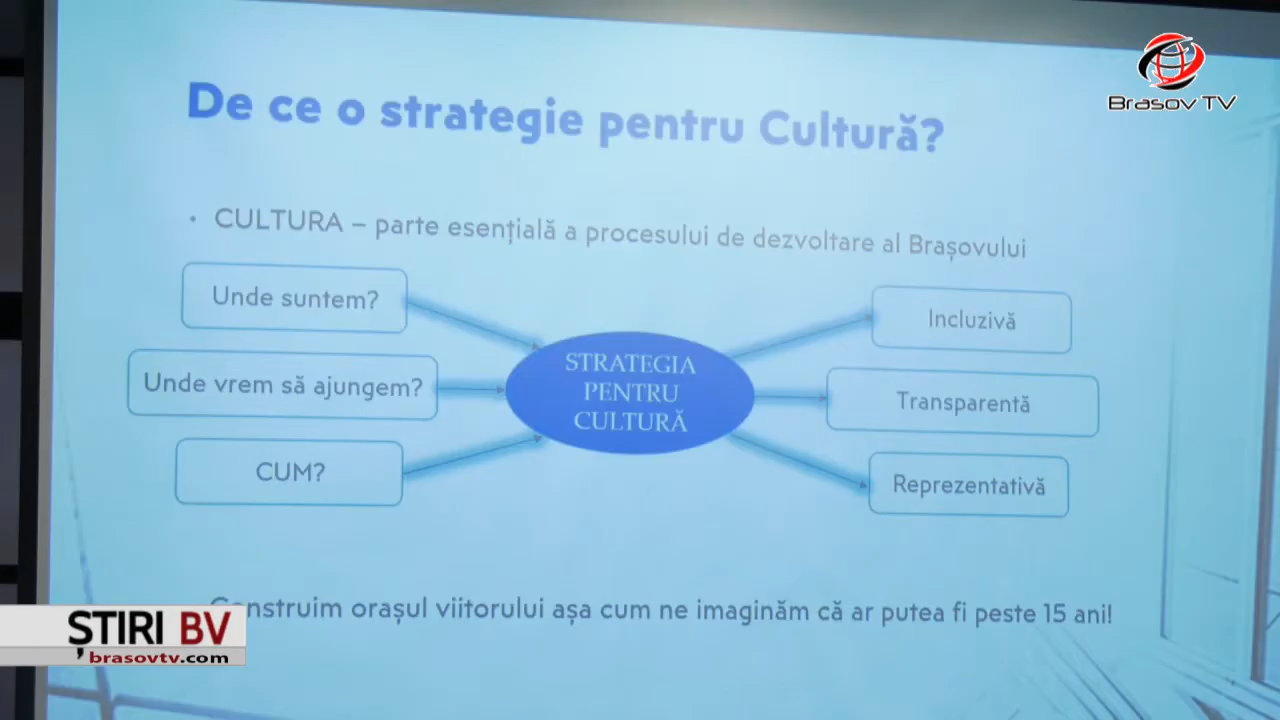 Brasov TV
De ce o strategie pentru Cultură?
• CULTURA – parte esențială a procesului de dezvoltare al Brașovului
Unde suntem?
Unde vrem să ajungem?
CUM?
STRATEGIA
PENTRU
CULTURĂ
Incluzivă
Transparentă
Reprezentativă
Construim orașul viitorului așa cum ne imaginăm că ar putea fi peste 15 ani!
ȘTIRI BV
brasovtv.com